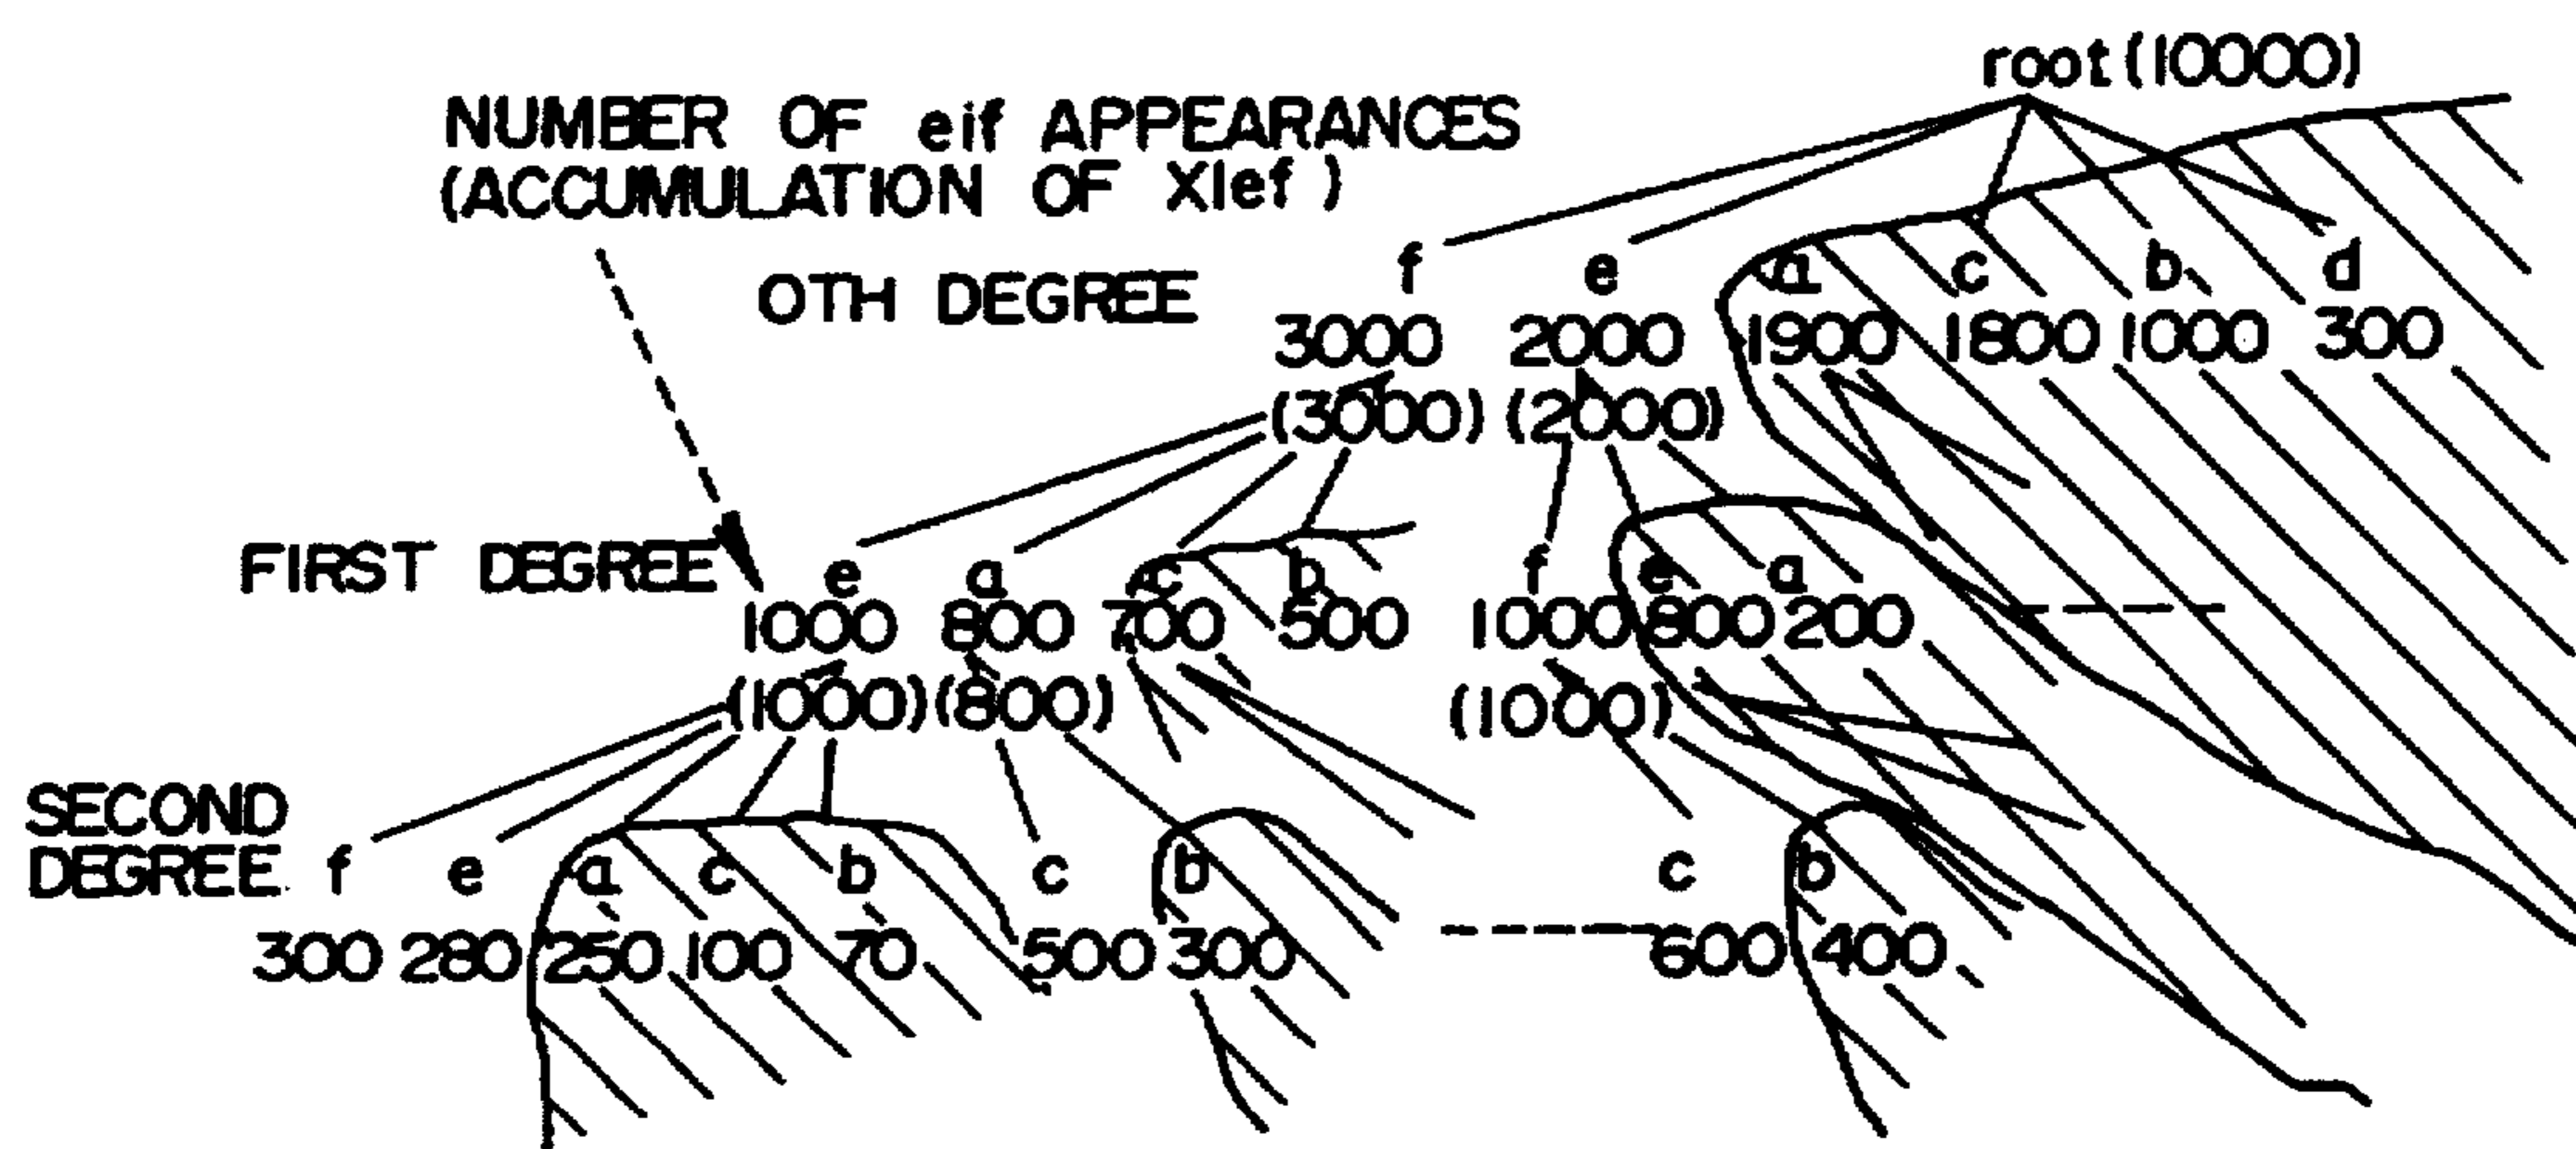 root (10000)
NUMBER OF eif APPEARANCES
(ACCUMULATION OF Xlef )
0TH DEGREE
f e a c b d
3000 2000 1900 1800 1000 300
(3000) (2000)
FIRST DEGREE
e a c b f e a
1000 800 700 500 1000 800 200
(1000) (800) (1000)
SECOND
DEGREE f e a c b c b c b
300 280 250 100 70 500 300 600 400